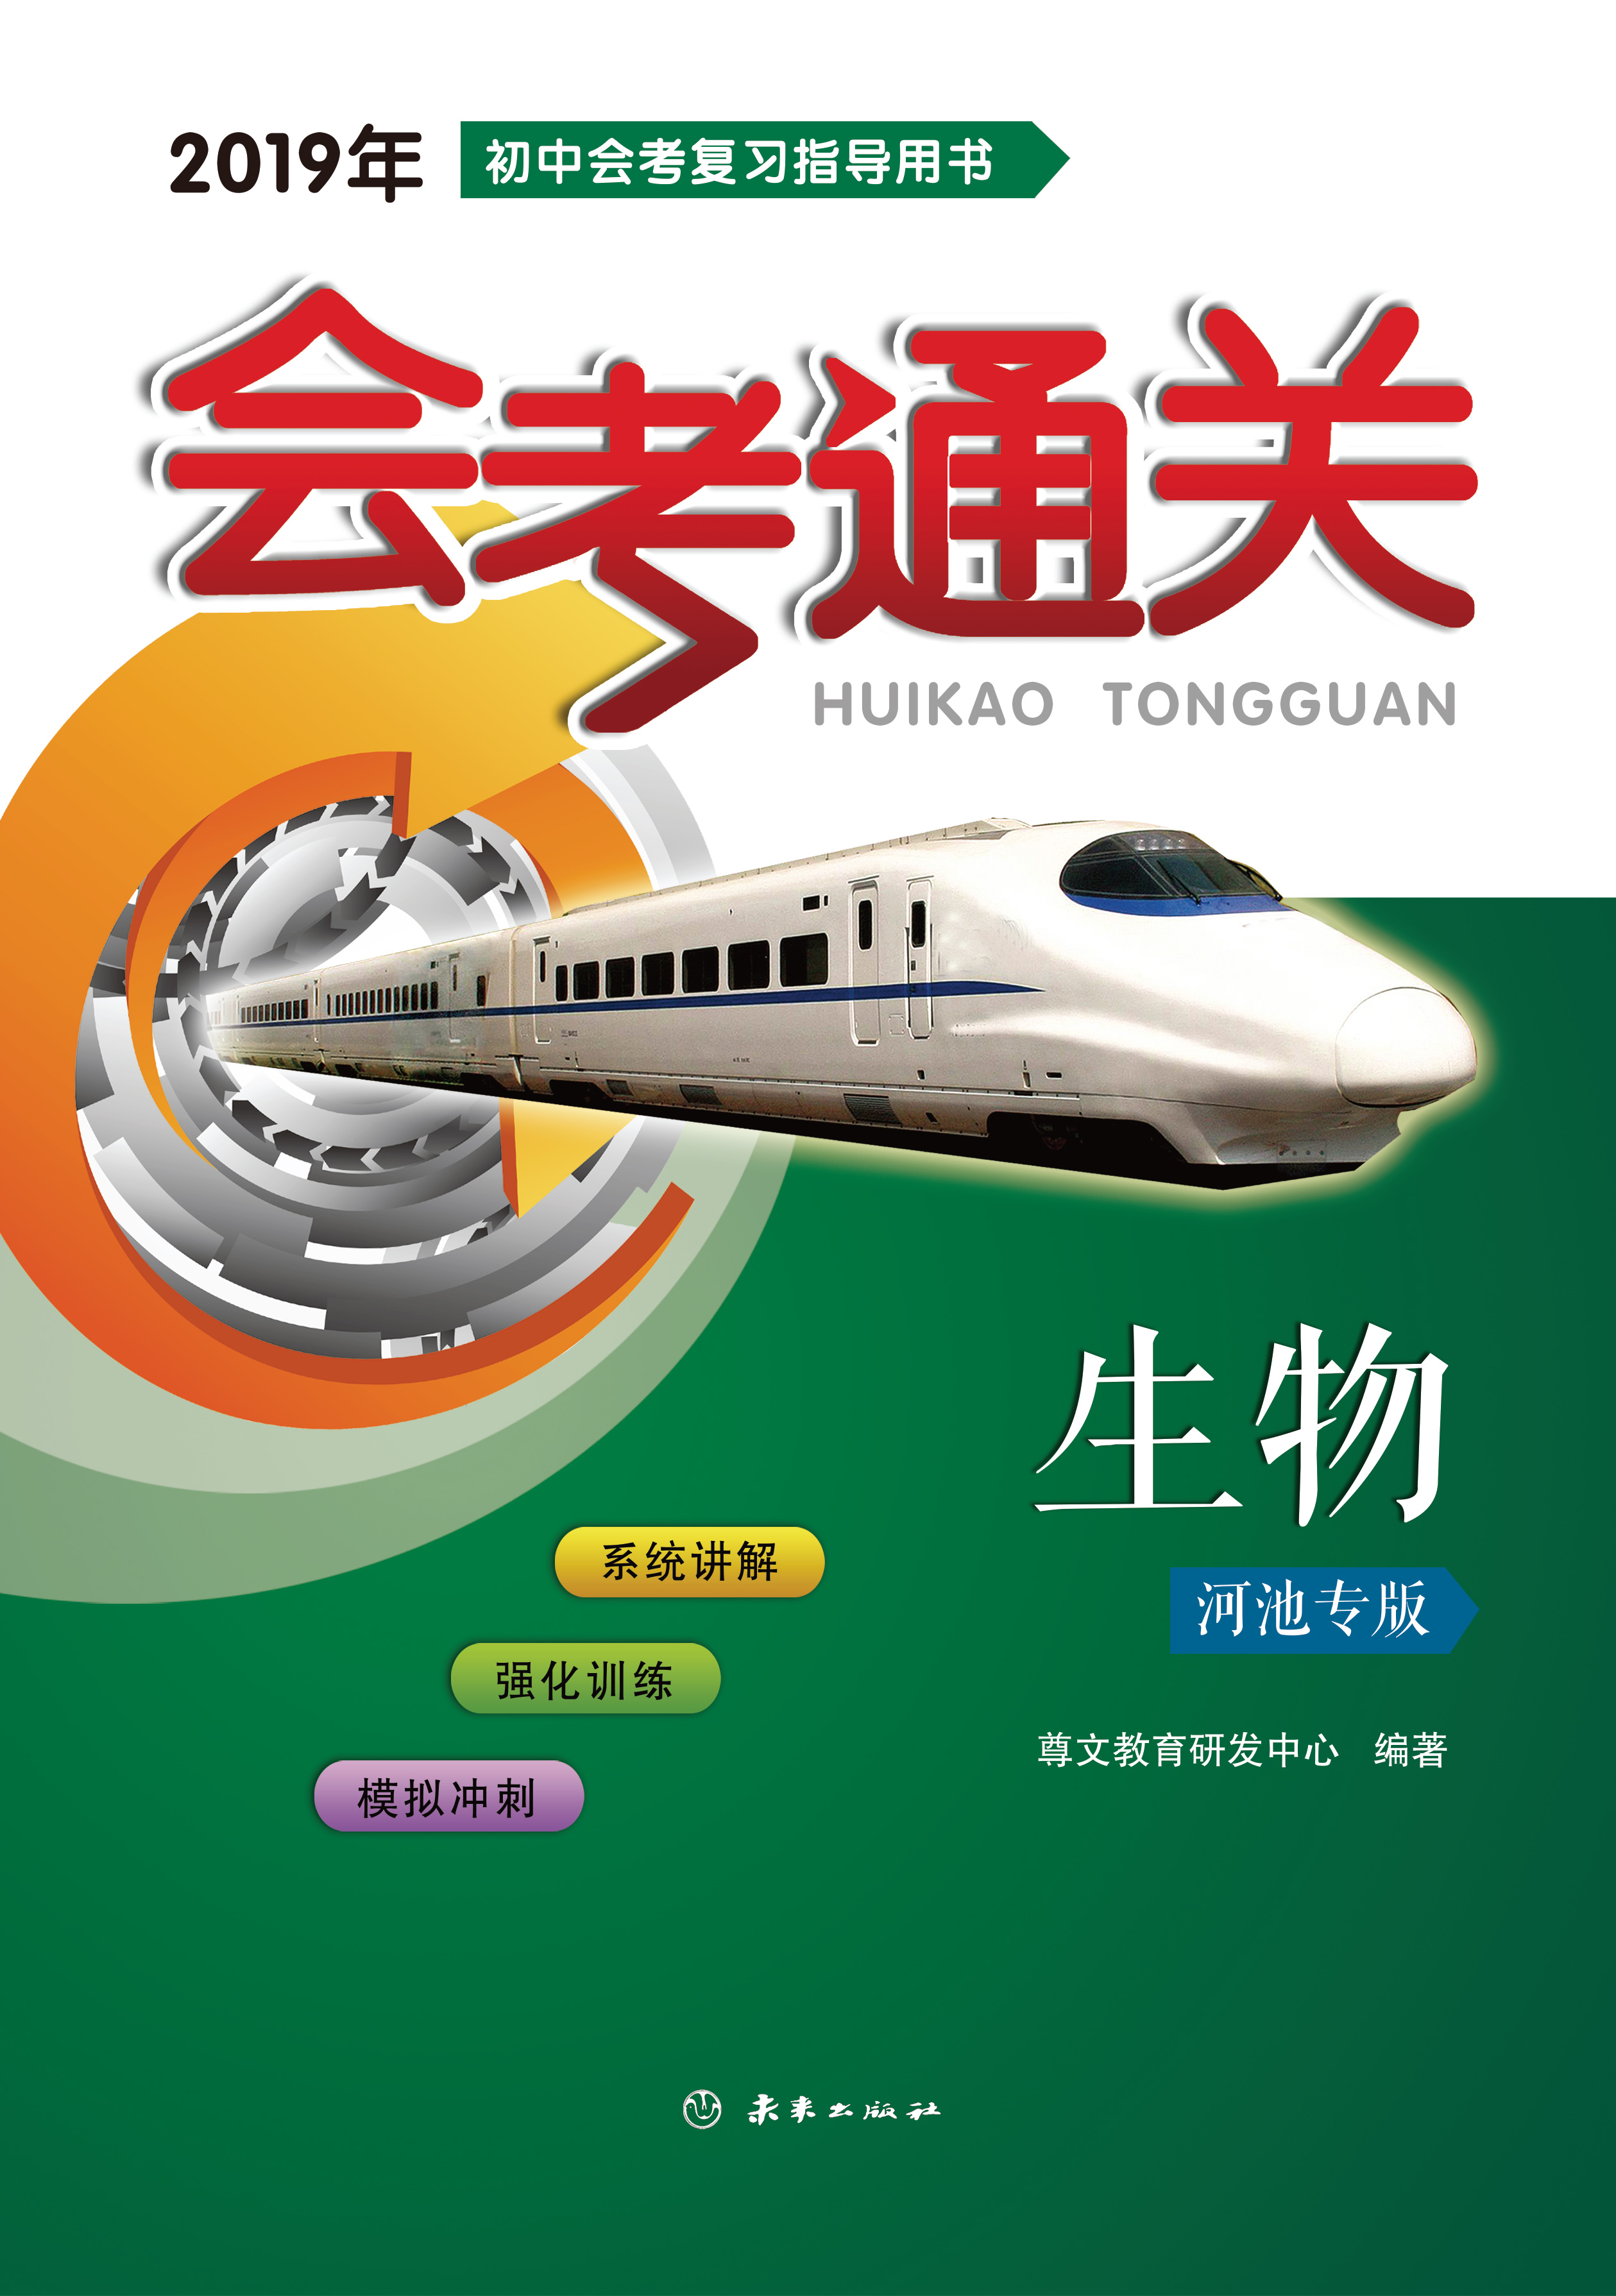 2019年 初中会考复习指导用书
会考通关
HUIKAO TONGGUAN
生物
河池专版
系统讲解
强化训练
模拟冲刺
尊文教育研发中心 编著
未来出版社